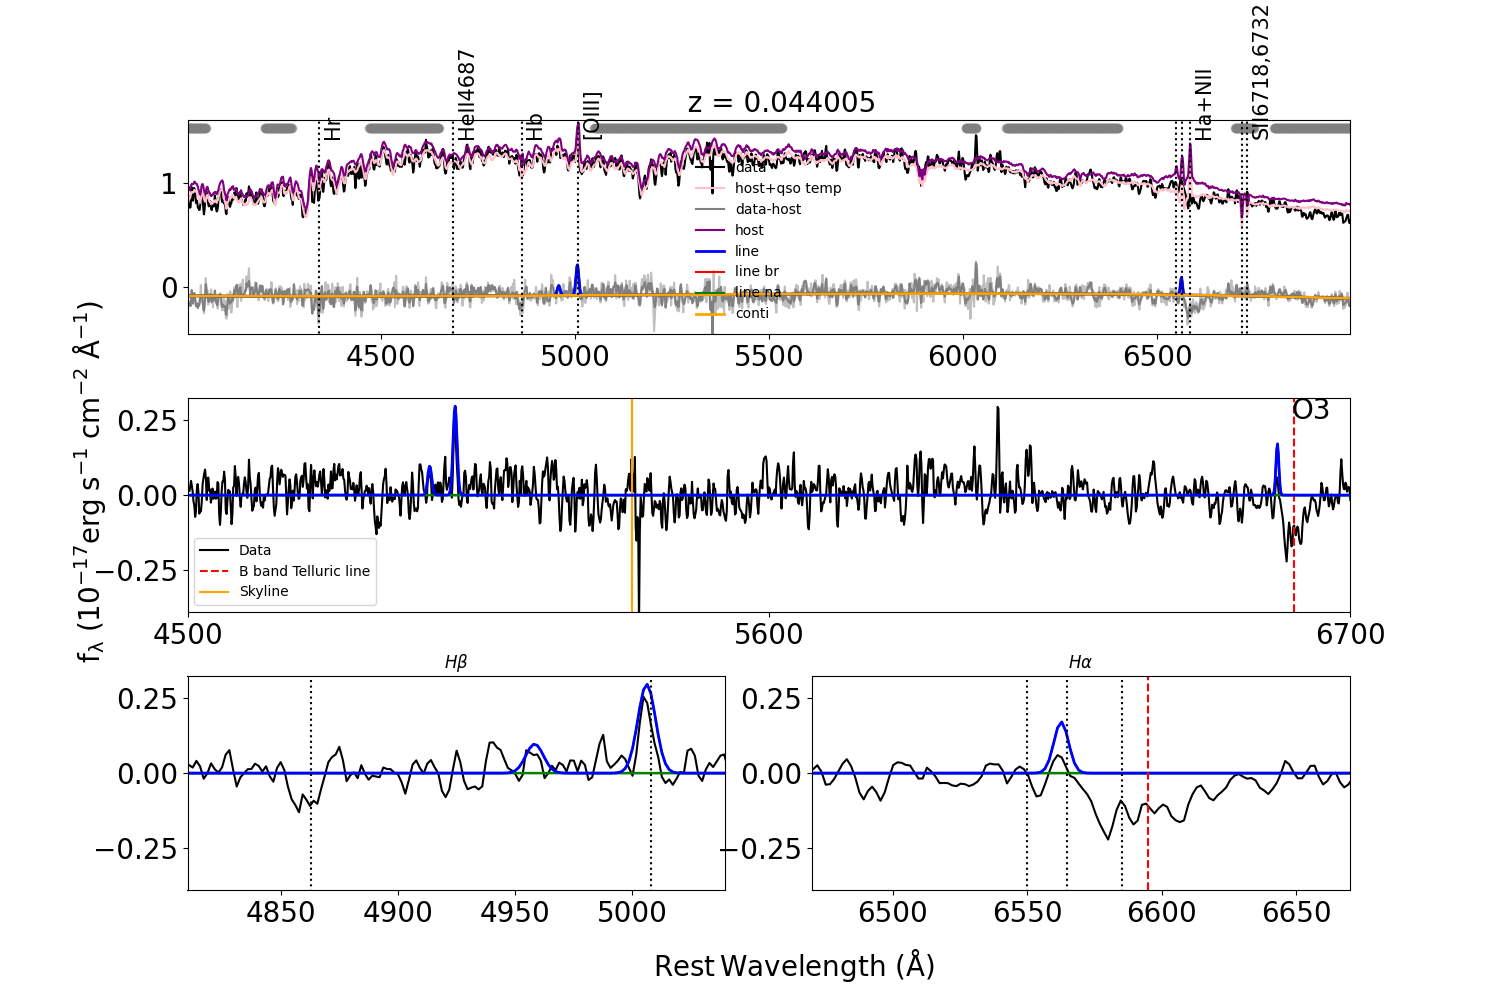 z = 0.044005
Hr
HeII4687
Hb
[OIII]
Ha+NII
SII6718,6732
data
host+qso temp
data-host
host
line
line br
line na
conti
1
0
4500 5000 5500 6000 6500
f_λ (10^−17 erg s^−1 cm^−2 Å^−1)
O3
0.25
0.00
−0.25
Data
B band Telluric line
Skyline
4500 5600 6700
Hβ
0.25
0.00
−0.25
4850 4900 4950 5000
Hα
0.25
0.00
−0.25
6500 6550 6600 6650
Rest Wavelength (Å)